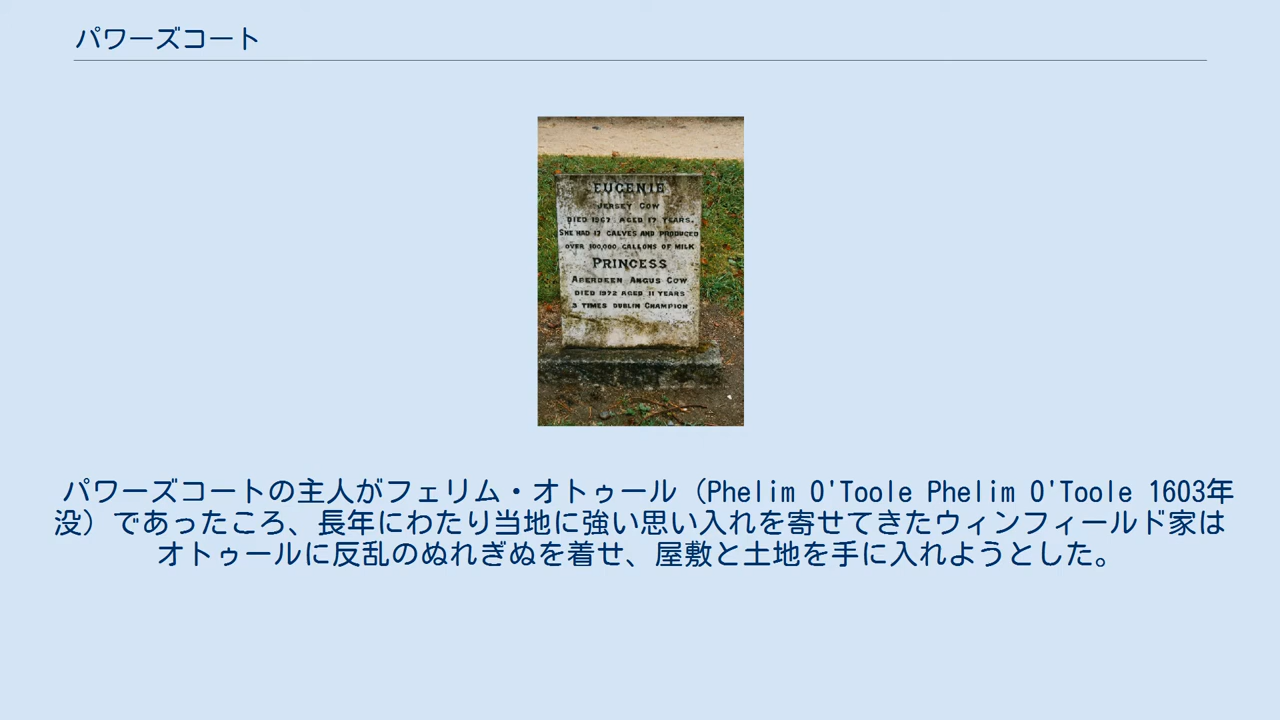 パワーズコート
EUGENIE
JERSEY COW
DIED 1967. AGED 17 YEARS.
SHE HAD 17 CALVES AND PRODUCED
OVER 100,000 GALLONS OF MILK
PRINCESS
ABERDEEN ANGUS COW
DIED 1972 AGED 11 YEARS
3 TIMES DUBLIN CHAMPION
パワーズコートの主人がフェリム・オトゥール（Phelim O'Toole Phelim O'Toole 1603年
没）であったころ、長年にわたり当地に強い思い入れを寄せてきたウィンフィールド家は
オトゥールに反乱のぬれぎぬを着せ、屋敷と土地を手に入れようとした。